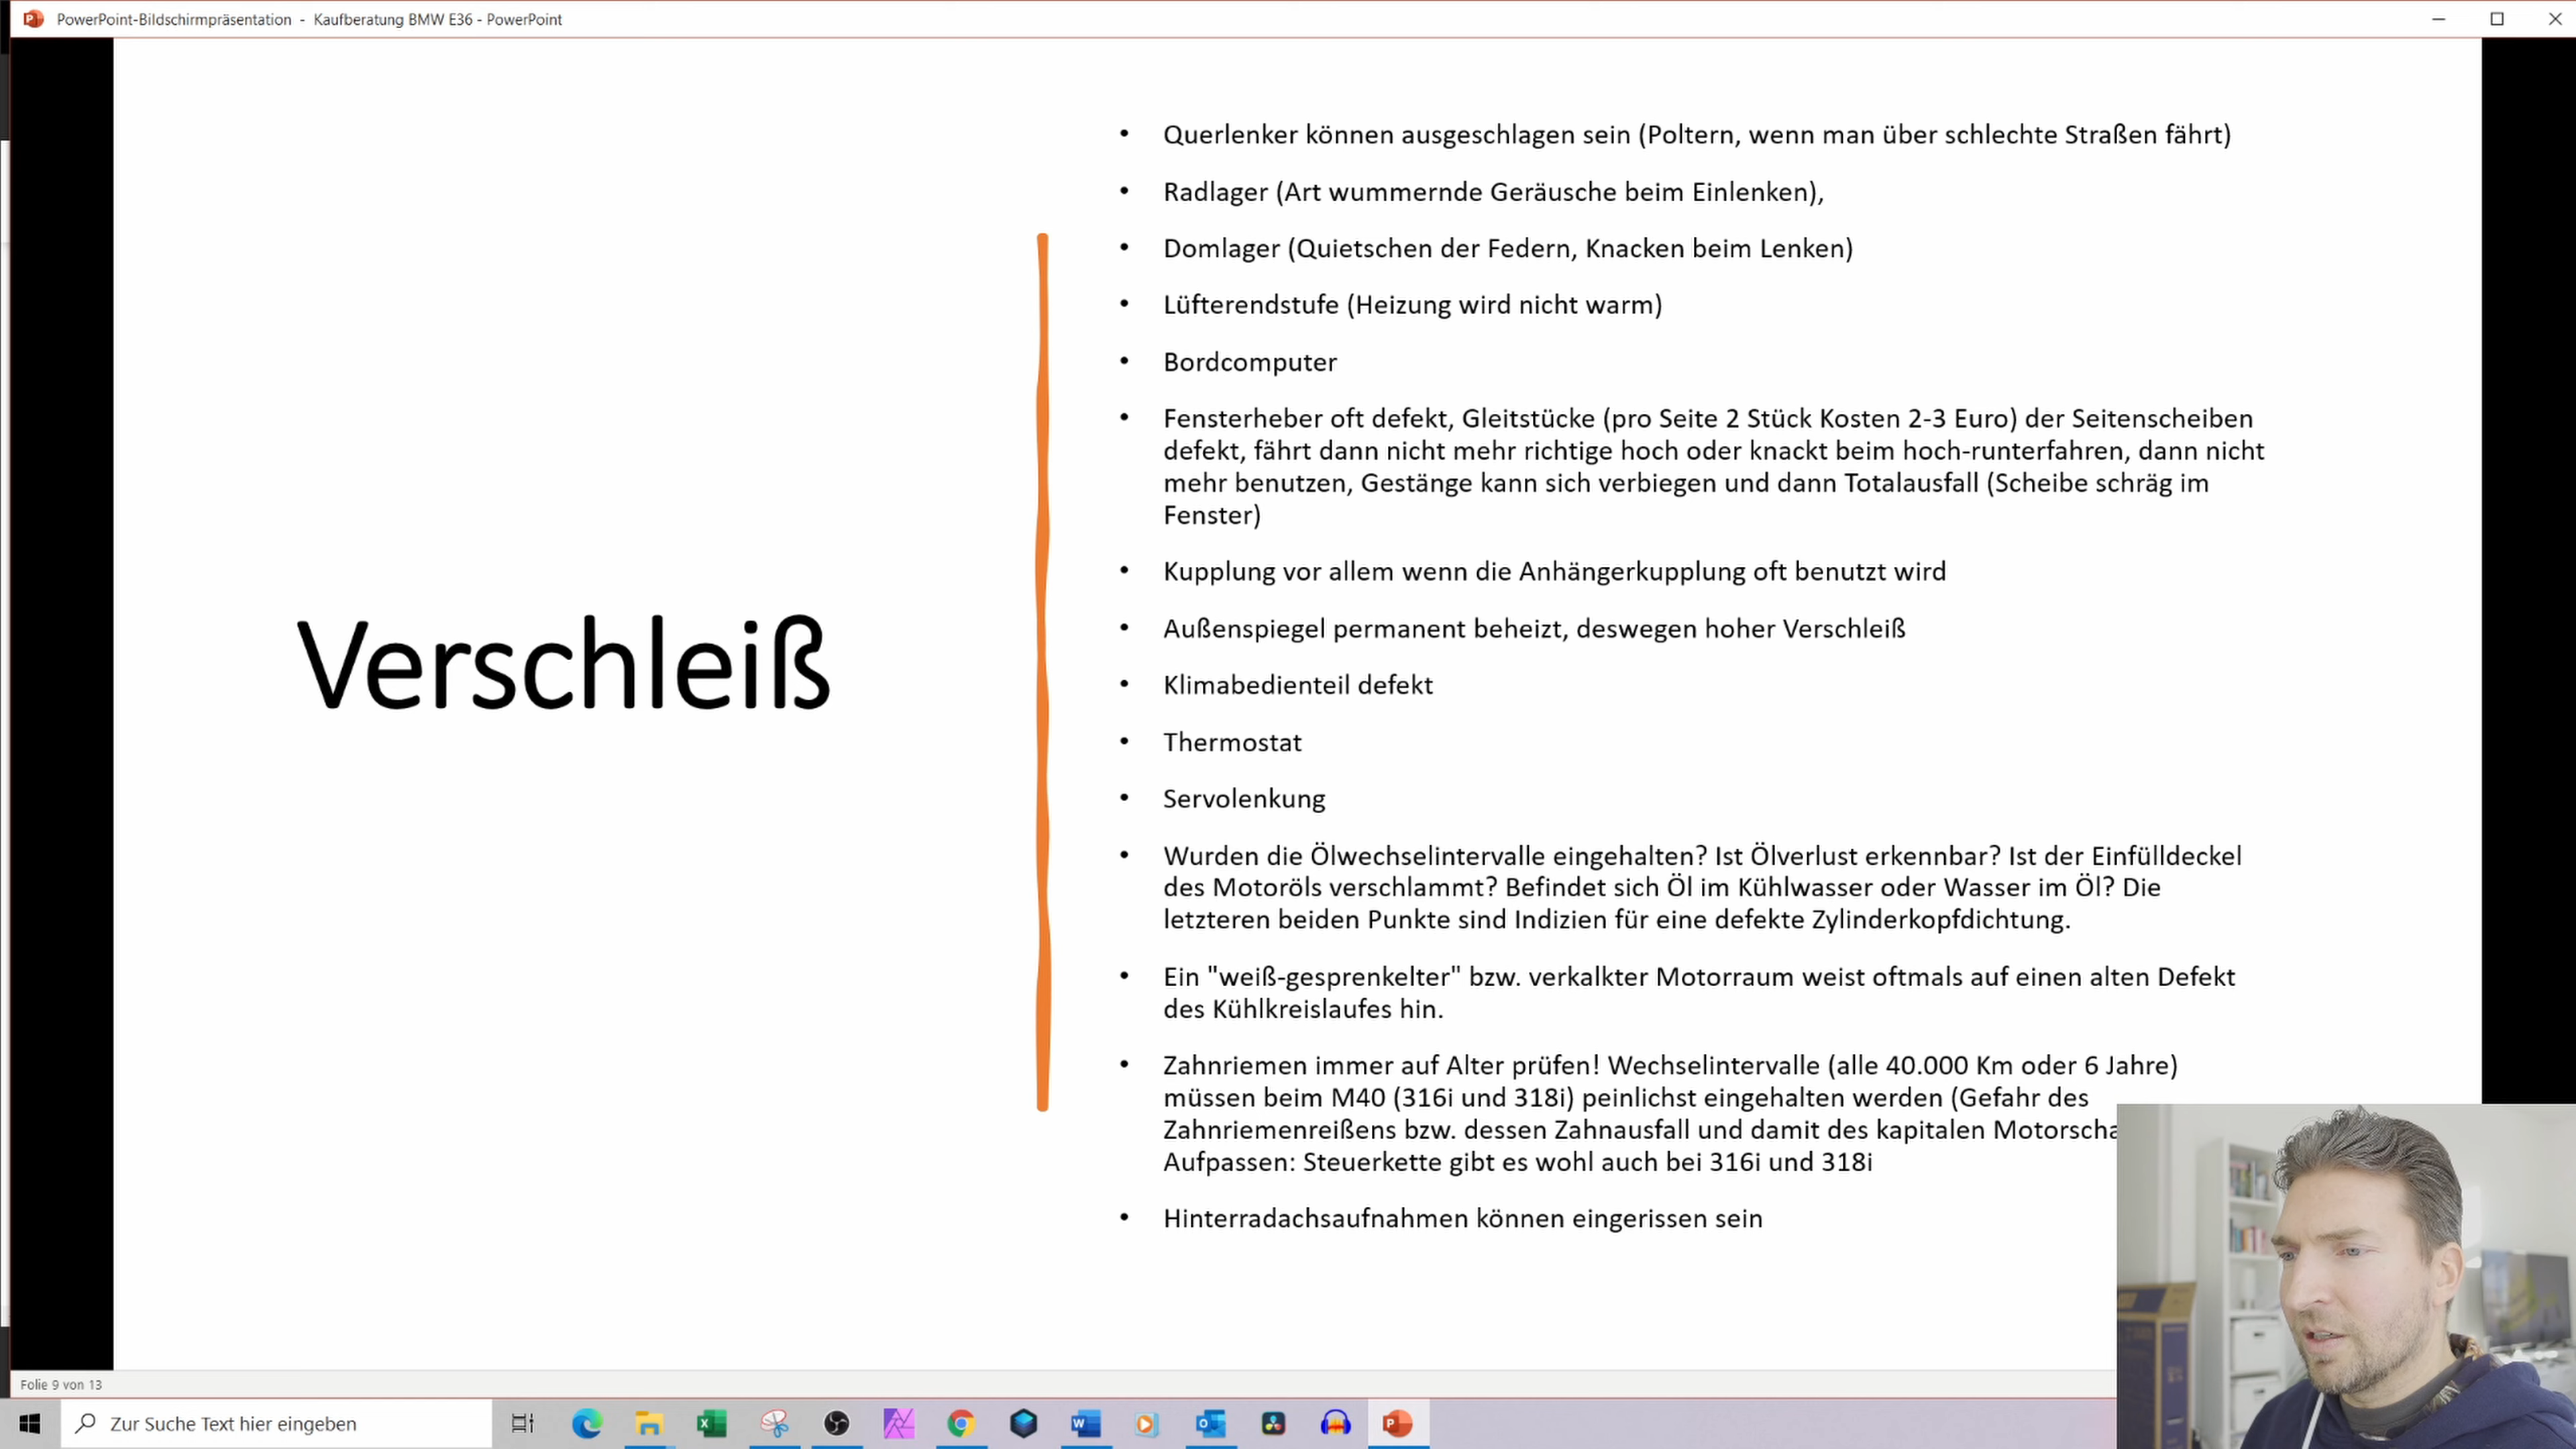 PowerPoint-Bildschirmpräsentation - Kaufberatung BMW E36 - PowerPoint
Verschleiß
• Querlenker können ausgeschlagen sein (Poltern, wenn man über schlechte Straßen fährt)
• Radlager (Art wummernde Geräusche beim Einlenken),
• Domlager (Quietschen der Federn, Knacken beim Lenken)
• Lüfterendstufe (Heizung wird nicht warm)
• Bordcomputer
• Fensterheber oft defekt, Gleitstücke (pro Seite 2 Stück Kosten 2-3 Euro) der Seitenscheiben
defekt, fährt dann nicht mehr richtige hoch oder knackt beim hoch-runterfahren, dann nicht
mehr benutzen, Gestänge kann sich verbiegen und dann Totalausfall (Scheibe schräg im
Fenster)
• Kupplung vor allem wenn die Anhängerkupplung oft benutzt wird
• Außenspiegel permanent beheizt, deswegen hoher Verschleiß
• Klimabedienteil defekt
• Thermostat
• Servolenkung
• Wurden die Ölwechselintervalle eingehalten? Ist Ölverlust erkennbar? Ist der Einfülldeckel
des Motoröls verschlammt? Befindet sich Öl im Kühlwasser oder Wasser im Öl? Die
letzteren beiden Punkte sind Indizien für eine defekte Zylinderkopfdichtung.
• Ein "weiß-gesprenkelter" bzw. verkalkter Motorraum weist oftmals auf einen alten Defekt
des Kühlkreislaufes hin.
• Zahnriemen immer auf Alter prüfen! Wechselintervalle (alle 40.000 Km oder 6 Jahre)
müssen beim M40 (316i und 318i) peinlichst eingehalten werden (Gefahr des
Zahnriemenreißens bzw. dessen Zahnausfall und damit des kapitalen Motorscha
Aufpassen: Steuerkette gibt es wohl auch bei 316i und 318i
• Hinterradachsaufnahmen können eingerissen sein
Folie 9 von 13
Zur Suche Text hier eingeben